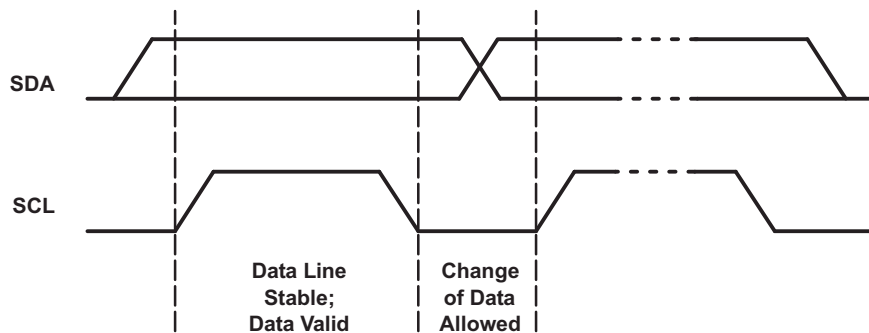 SDA
SCL
Data Line
Stable;
Data Valid
Change
of Data
Allowed